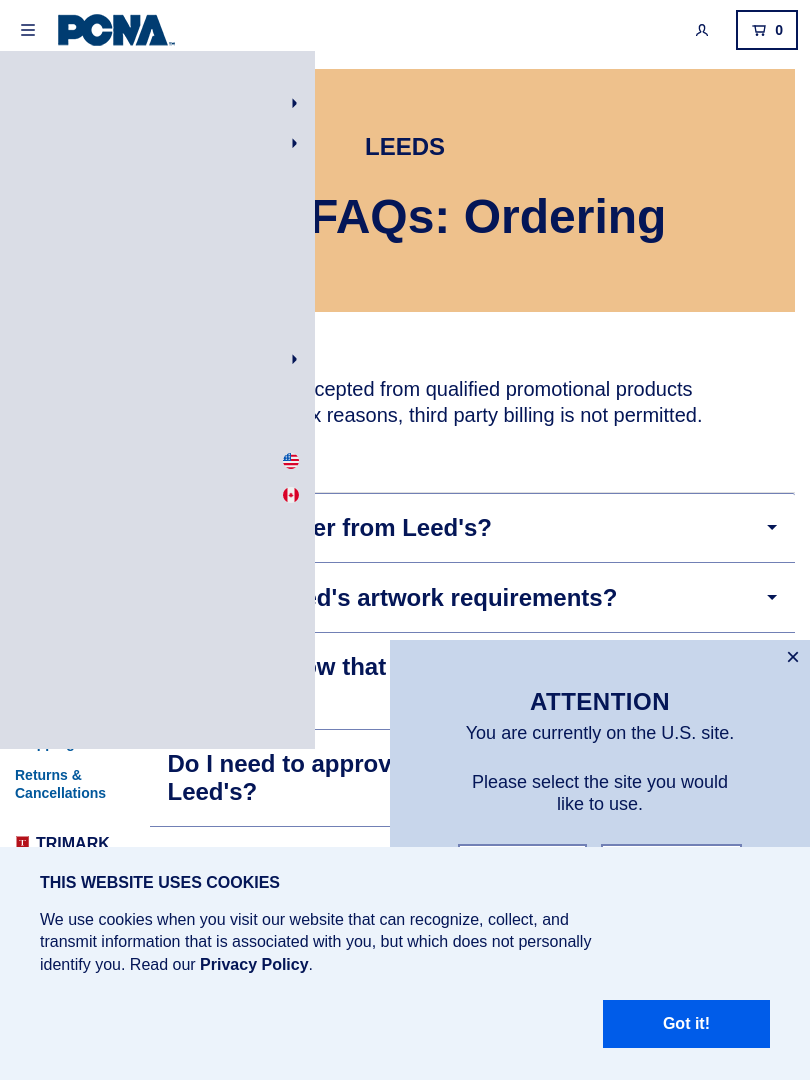 PCNA
0
LEEDS
FAQs: Ordering
cepted from qualified promotional products
x reasons, third party billing is not permitted.
er from Leed's?
ed's artwork requirements?
ow that
Do I need to approv
Leed's?
Returns &
Cancellations
TRIMARK
×
ATTENTION
You are currently on the U.S. site.
Please select the site you would
like to use.
THIS WEBSITE USES COOKIES
We use cookies when you visit our website that can recognize, collect, and
transmit information that is associated with you, but which does not personally
identify you. Read our Privacy Policy.
Got it!